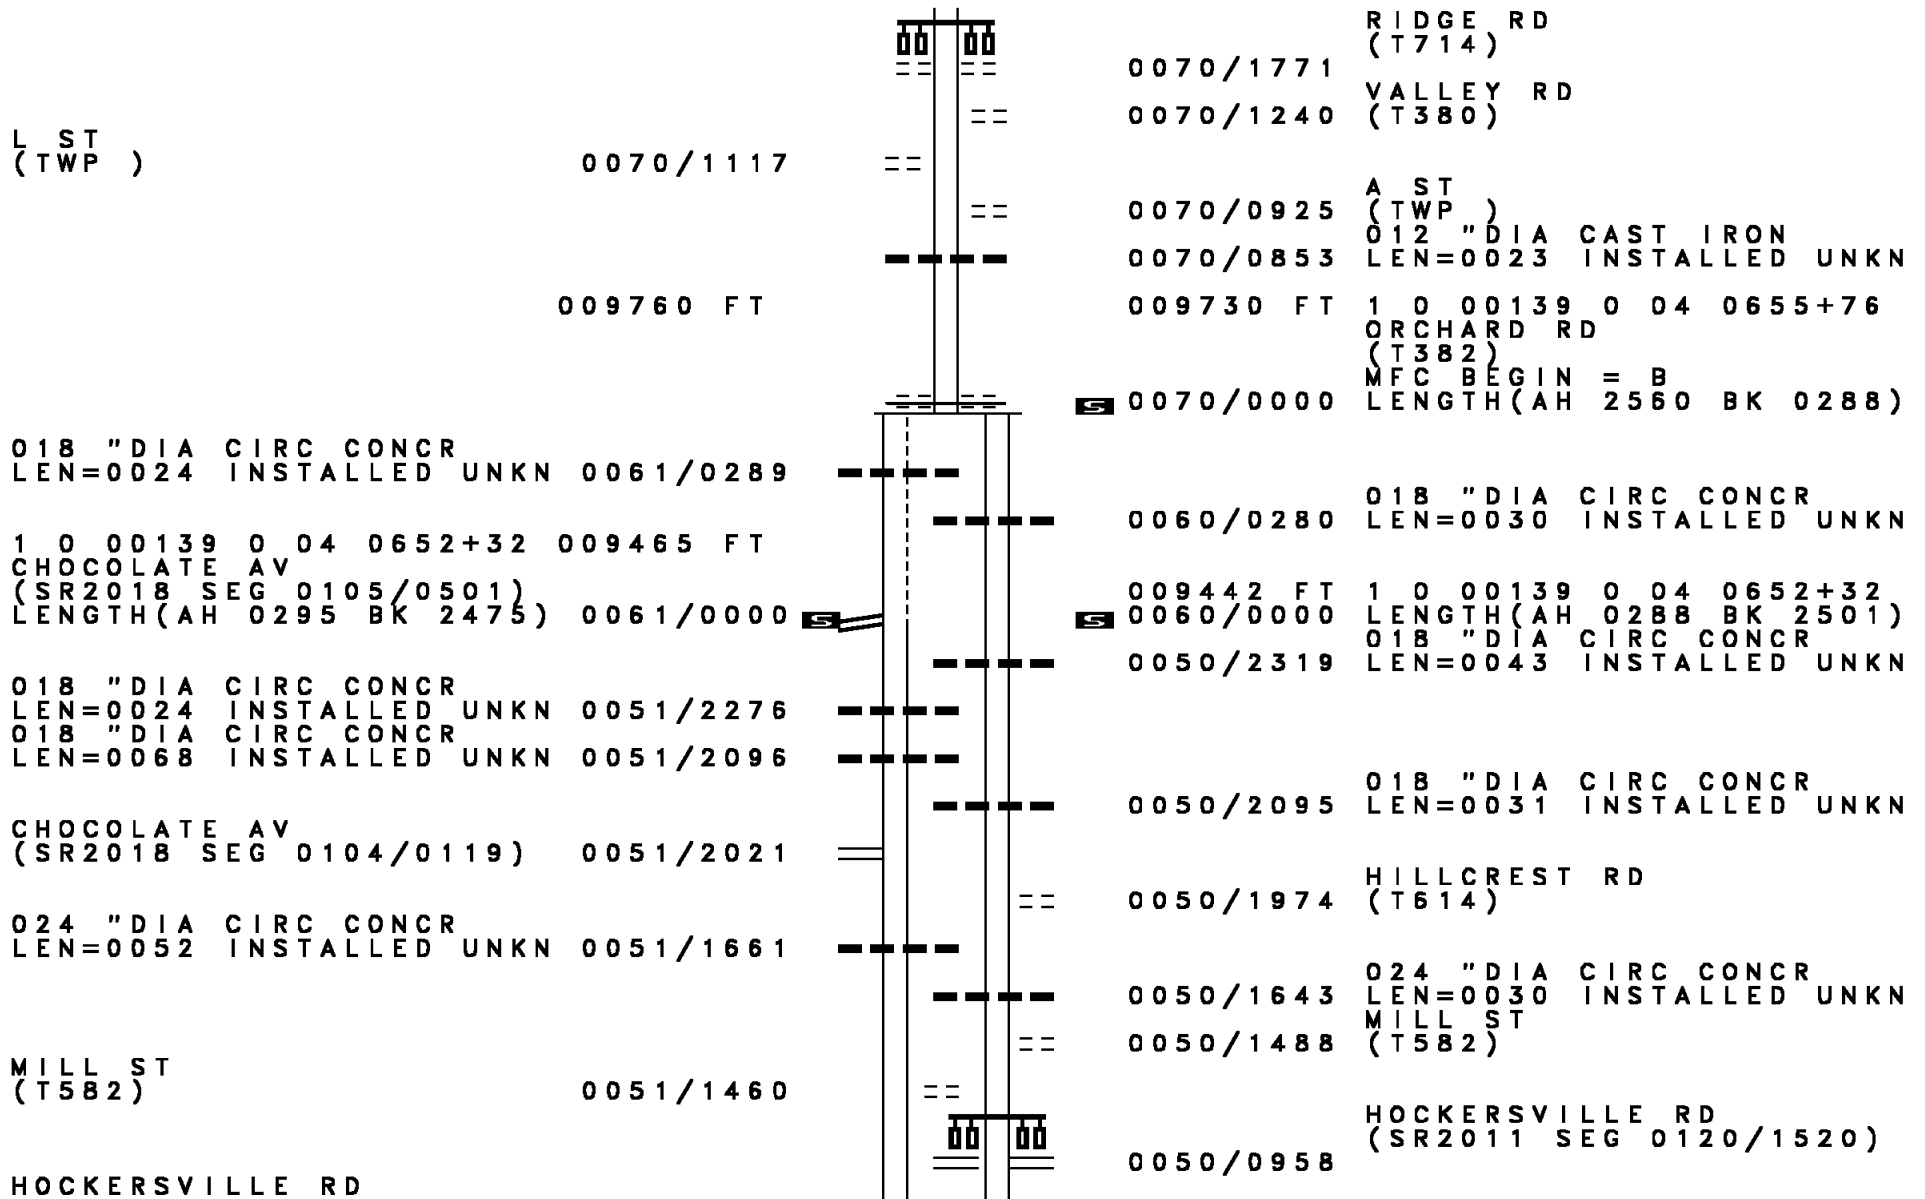 RIDGE RD
(T714)
0070/1771
VALLEY RD
0070/1240 (T380)
L ST
(TWP ) 0070/1117
A ST
0070/0925 (TWP )
012 "DIA CAST IRON
0070/0853 LEN=0023 INSTALLED UNKN
009760 FT 009730 FT 1 0 00139 0 04 0655+76
ORCHARD RD
(T382)
MFC BEGIN = B
S 0070/0000 LENGTH(AH 2560 BK 0288)
018 "DIA CIRC CONCR
LEN=0024 INSTALLED UNKN 0061/0289
018 "DIA CIRC CONCR
0060/0280 LEN=0030 INSTALLED UNKN
1 0 00139 0 04 0652+32 009465 FT
CHOCOLATE AV
(SR2018 SEG 0105/0501)
LENGTH(AH 0295 BK 2475) 0061/0000 S
009442 FT 1 0 00139 0 04 0652+32
S 0060/0000 LENGTH(AH 0288 BK 2501)
018 "DIA CIRC CONCR
0050/2319 LEN=0043 INSTALLED UNKN
018 "DIA CIRC CONCR
LEN=0024 INSTALLED UNKN 0051/2276
018 "DIA CIRC CONCR
LEN=0068 INSTALLED UNKN 0051/2096
018 "DIA CIRC CONCR
0050/2095 LEN=0031 INSTALLED UNKN
CHOCOLATE AV
(SR2018 SEG 0104/0119) 0051/2021
HILLCREST RD
0050/1974 (T614)
024 "DIA CIRC CONCR
LEN=0052 INSTALLED UNKN 0051/1661
024 "DIA CIRC CONCR
0050/1643 LEN=0030 INSTALLED UNKN
MILL ST
0050/1488 (T582)
MILL ST
(T582) 0051/1460
HOCKERSVILLE RD
(SR2011 SEG 0120/1520)
0050/0958
HOCKERSVILLE RD